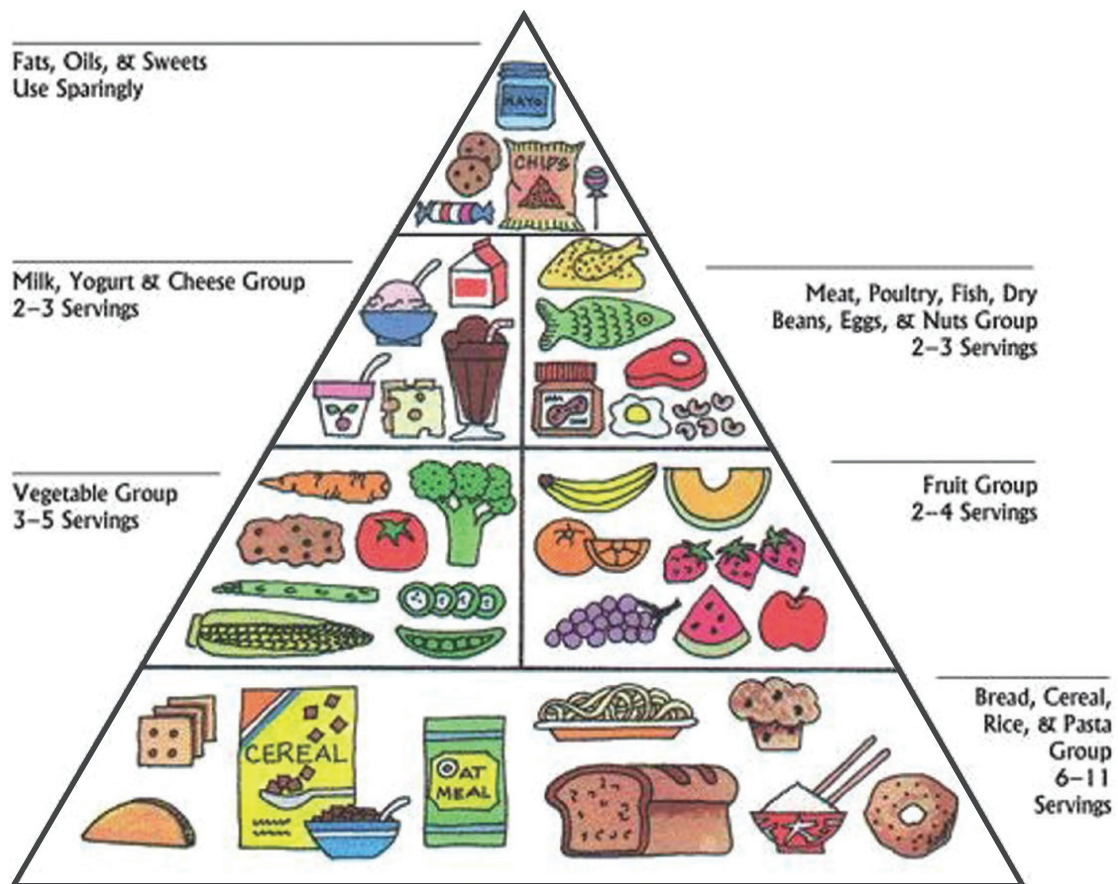 Fats, Oils, & Sweets
Use Sparingly
MAYO
CHIPS
Milk, Yogurt & Cheese Group
2–3 Servings
Meat, Poultry, Fish, Dry
Beans, Eggs, & Nuts Group
2–3 Servings
Vegetable Group
3–5 Servings
Fruit Group
2–4 Servings
Bread, Cereal,
Rice, & Pasta
Group
6–11
Servings
CEREAL
OAT
MEAL